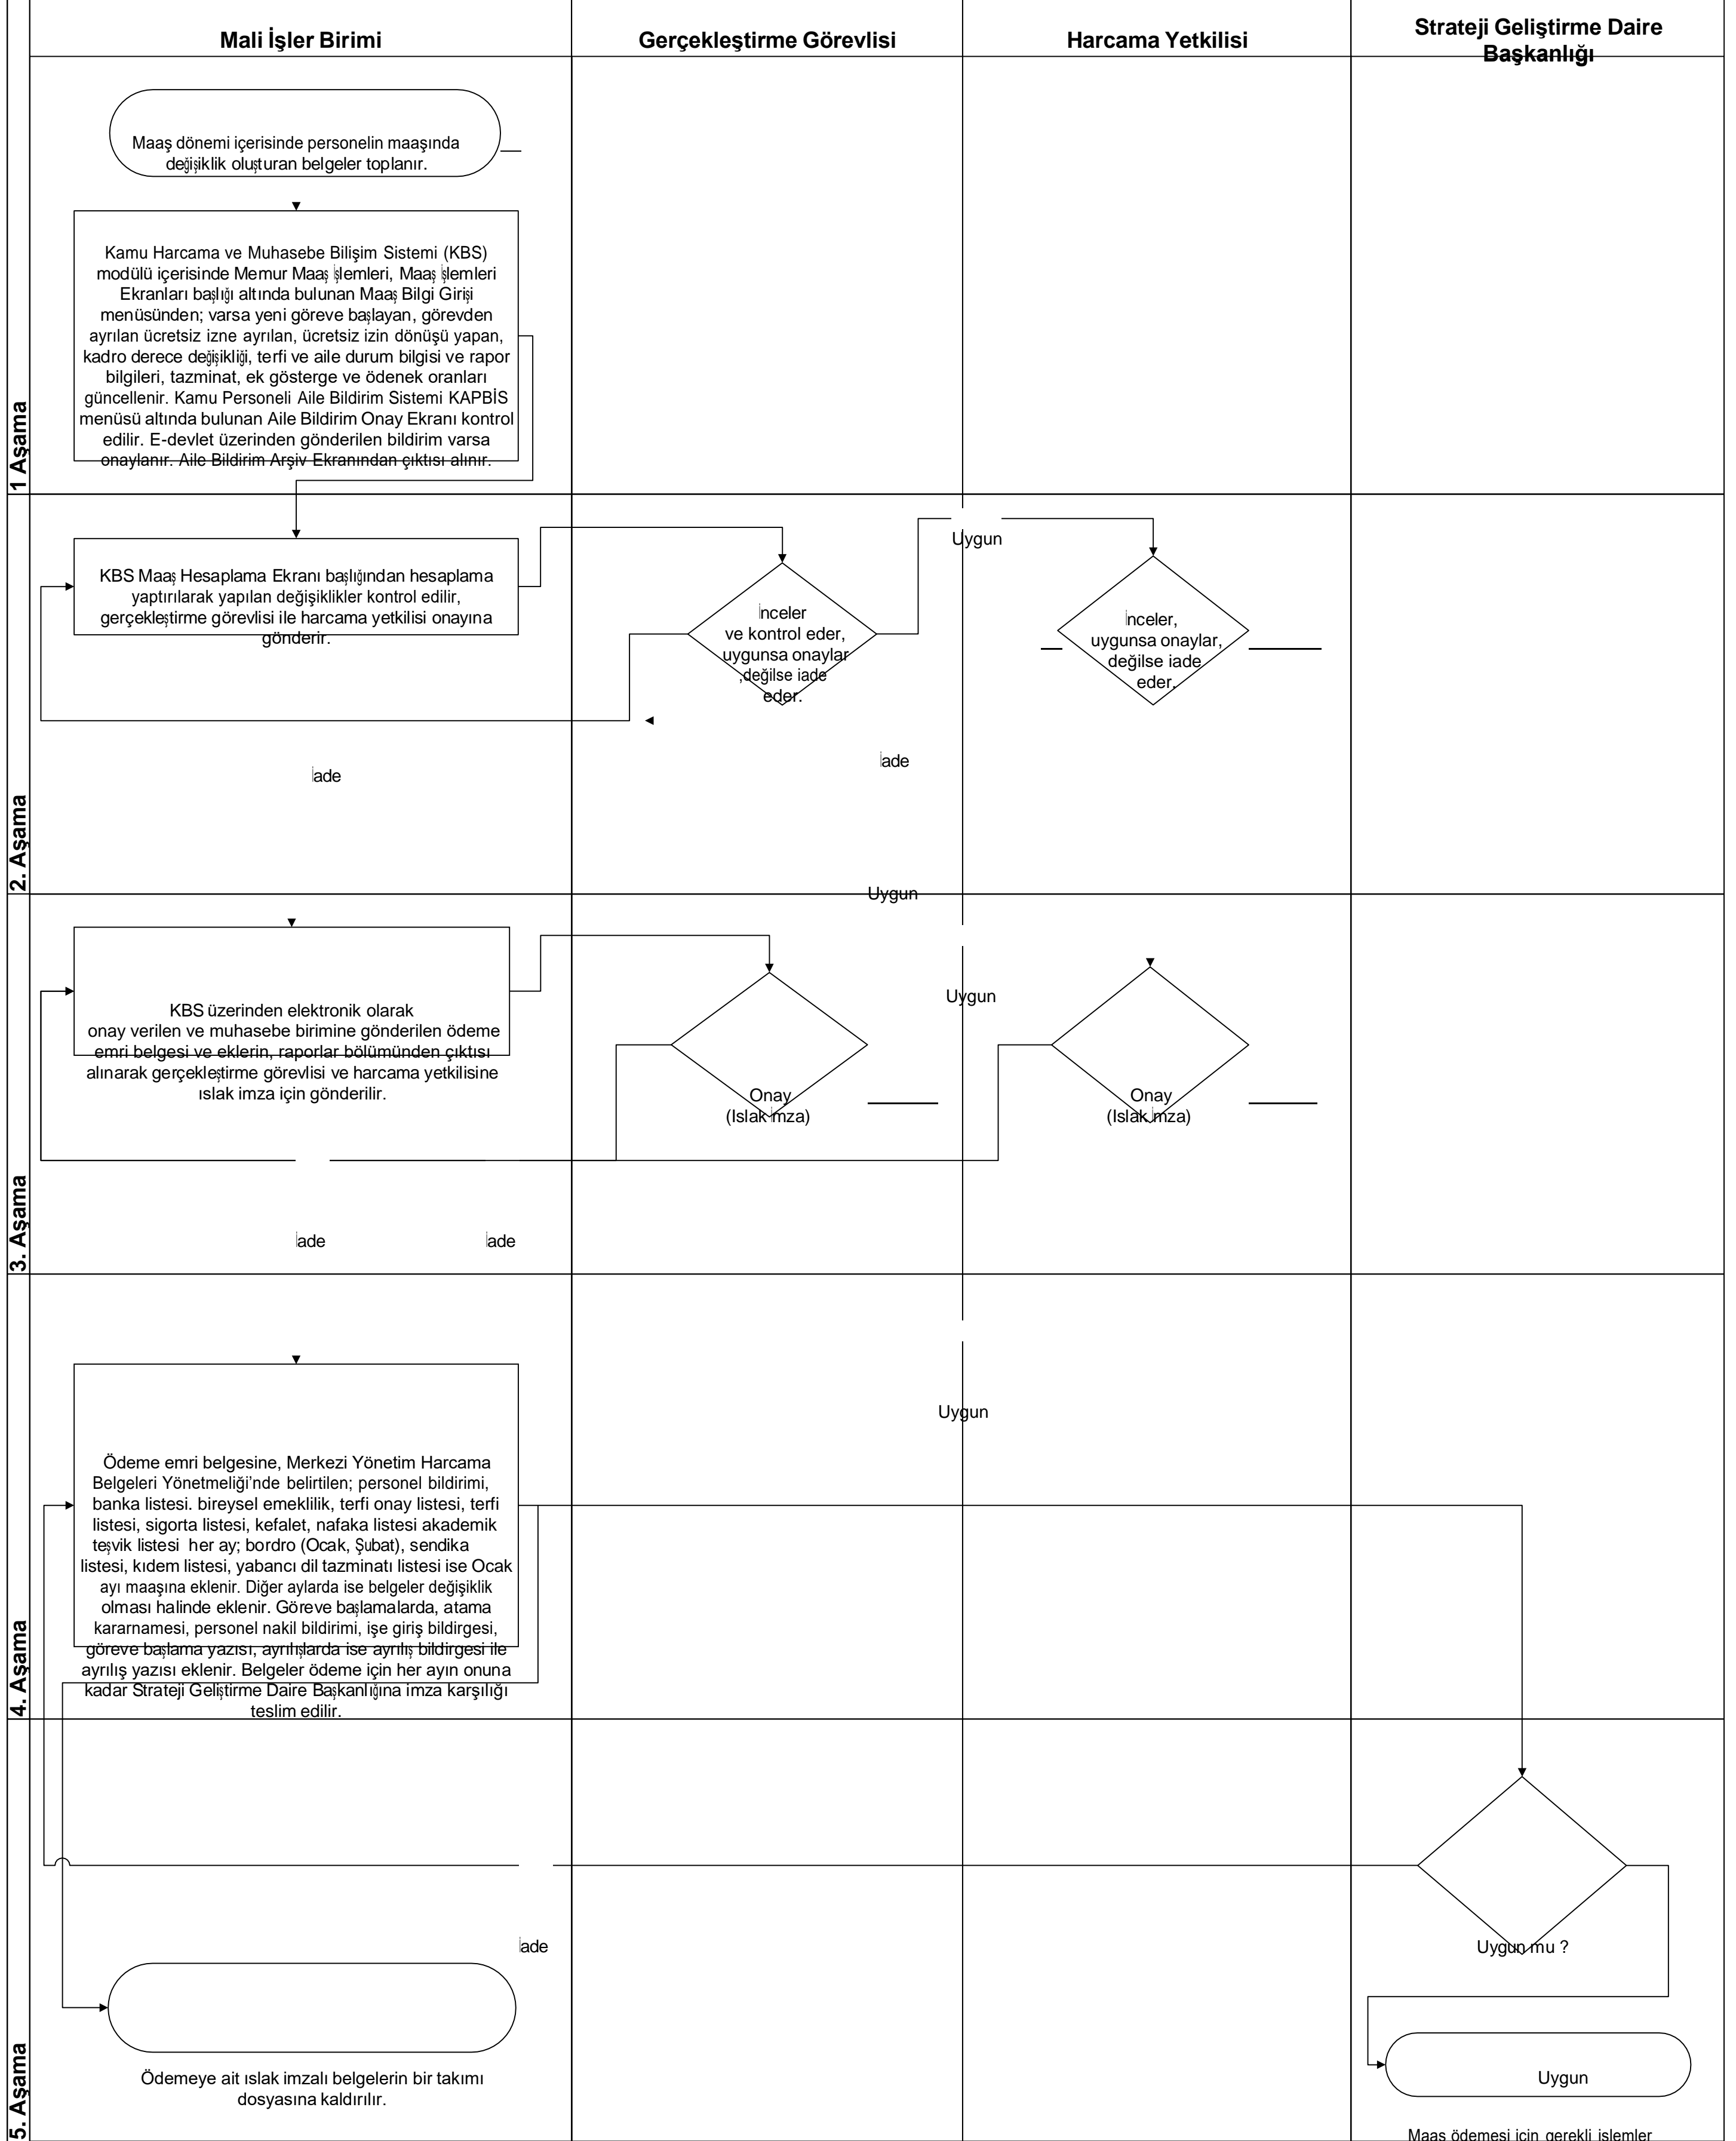 Mali İşler Birimi
Gerçekleştirme Görevlisi
Harcama Yetkilisi
Strateji Geliştirme Daire
Başkanlığı
Maaş dönemi içerisinde personelin maaşında
değişiklik oluşturan belgeler toplanır.
Kamu Harcama ve Muhasebe Bilişim Sistemi (KBS)
modülü içerisinde Memur Maaş İşlemleri, Maaş İşlemleri
Ekranları başlığı altında bulunan Maaş Bilgi Girişi
menüsünden; varsa yeni göreve başlayan, görevden
ayrılan ücretsiz izne ayrılan, ücretsiz izin dönüşü yapan,
kadro derece değişikliği, terfi ve aile durum bilgisi ve rapor
bilgileri, tazminat, ek gösterge ve ödenek oranları
güncellenir. Kamu Personeli Aile Bildirim Sistemi KAPBİS
menüsü altında bulunan Aile Bildirim Onay Ekranı kontrol
edilir. E-devlet üzerinden gönderilen bildirim varsa
onaylanır. Aile Bildirim Arşiv Ekranından çıktısı alınır.
1 Aşama
Uygun
KBS Maaş Hesaplama Ekranı başlığından hesaplama
yaptırılarak yapılan değişiklikler kontrol edilir,
gerçekleştirme görevlisi ile harcama yetkilisi onayına
gönderir.
İnceler
ve kontrol eder,
uygunsa onaylar
,değilse iade
eder.
İnceler,
uygunsa onaylar,
değilse iade
eder.
İade
İade
2. Aşama
Uygun
KBS üzerinden elektronik olarak
onay verilen ve muhasebe birimine gönderilen ödeme
emri belgesi ve eklerin, raporlar bölümünden çıktısı
alınarak gerçekleştirme görevlisi ve harcama yetkilisine
ıslak imza için gönderilir.
Uygun
Onay
(Islak İmza)
Onay
(Islak İmza)
İade
İade
3. Aşama
Uygun
Ödeme emri belgesine, Merkezi Yönetim Harcama
Belgeleri Yönetmeliği’nde belirtilen; personel bildirimi,
banka listesi. bireysel emeklilik, terfi onay listesi, terfi
listesi, sigorta listesi, kefalet, nafaka listesi akademik
teşvik listesi her ay; bordro (Ocak, Şubat), sendika
listesi, kıdem listesi, yabancı dil tazminatı listesi ise Ocak
ayı maaşına eklenir. Diğer aylarda ise belgeler değişiklik
olması halinde eklenir. Göreve başlamalarda, atama
kararnamesi, personel nakil bildirimi, işe giriş bildirgesi,
göreve başlama yazısı, ayrılışlarda ise ayrılış bildirgesi ile
ayrılış yazısı eklenir. Belgeler ödeme için her ayın onuna
kadar Strateji Geliştirme Daire Başkanlığına imza karşılığı
teslim edilir.
4. Aşama
İade
Uygun mu ?
Ödemeye ait ıslak imzalı belgelerin bir takımı
dosyasına kaldırılır.
Uygun
Maaş ödemesi için gerekli işlemler
5. Aşama